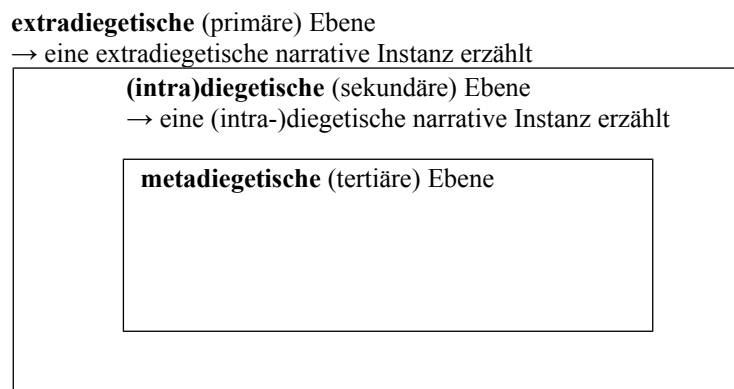 extradiegetische (primäre) Ebene
→ eine extradiegetische narrative Instanz erzählt
(intra)diegetische (sekundäre) Ebene
→ eine (intra-)diegetische narrative Instanz erzählt
metadiegetische (tertiäre) Ebene